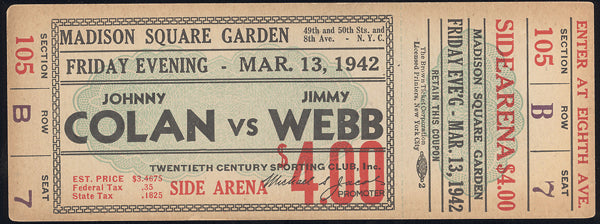 SECTION
105
B
ROW
7
SEAT
MADISON SQUARE GARDEN
49th and 50th Sts. and
8th Ave. - N.Y.C.
FRIDAY EVENING - MAR. 13, 1942
JOHNNY JIMMY
COLAN VS WEBB
$4.00
TWENTIETH CENTURY SPORTING CLUB, Inc.
EST. PRICE $3.4675
Federal Tax .35
State Tax .1825
SIDE ARENA
Michael Jacobs
PROMOTER
The Brown Ticket Corporation
Licensed Printers, New York City
2
RETAIN THIS COUPON
FRIDAY EVE'G - MAR. 13, 1942
MADISON SQUARE GARDEN
SIDE ARENA $4.00
105
SECTION
B
ROW
7
SEAT
ENTER AT EIGHTH AVE.